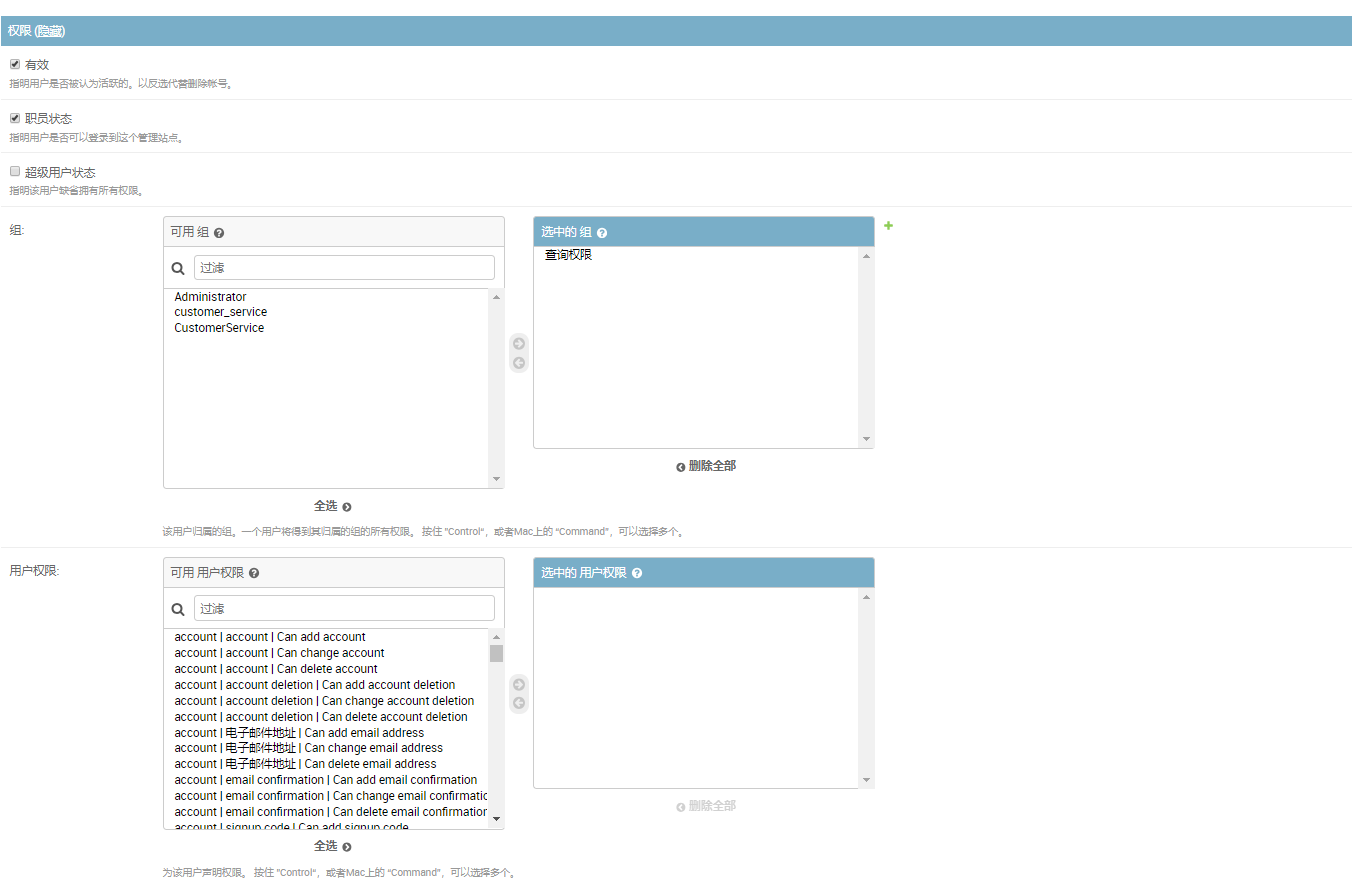 权限 (隐藏)
有效
指明用户是否被认为活跃的。以反选代替删除帐号。
职员状态
指明用户是否可以登录到这个管理站点。
超级用户状态
指明该用户缺省拥有所有权限。
组:
可用 组
选中的 组
过滤
查询权限
Administrator
customer_service
CustomerService
删除全部
全选
该用户归属的组。一个用户将得到其归属的组的所有权限。 按住 "Control“，或者Mac上的 “Command”，可以选择多个。
用户权限:
可用 用户权限
选中的 用户权限
过滤
account | account | Can add account
account | account | Can change account
account | account | Can delete account
account | account deletion | Can add account deletion
account | account deletion | Can change account deletion
account | account deletion | Can delete account deletion
account | 电子邮件地址 | Can add email address
account | 电子邮件地址 | Can change email address
account | 电子邮件地址 | Can delete email address
account | email confirmation | Can add email confirmation
account | email confirmation | Can change email confirmatic
account | email confirmation | Can delete email confirmation
account | signup code | Can add signup code
删除全部
全选
为该用户声明权限。 按住 "Control“，或者Mac上的 “Command”，可以选择多个。